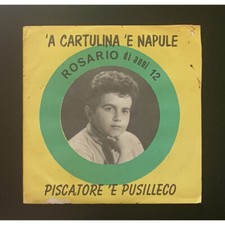 'A CARTULINA 'E NAPULE
ROSARIO di anni 12
PISCATORE 'E PUSILLECO